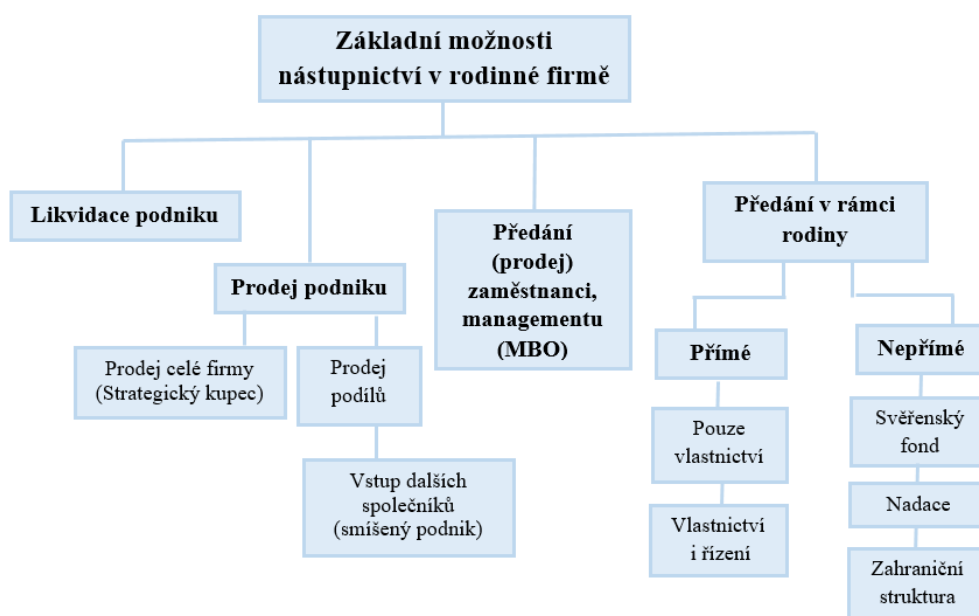 Základní možnosti
nástupnictví v rodinné firmě
Likvidace podniku
Prodej podniku
Prodej celé firmy
(Strategický kupec)
Prodej
podílů
Vstup dalších
společníků
(smíšený podnik)
Předání
(prodej)
zaměstnanci,
managementu
(MBO)
Předání v rámci
rodiny
Přímé
Pouze
vlastnictví
Vlastnictví
i řízení
Nepřímé
Svěřenský
fond
Nadace
Zahraniční
struktura